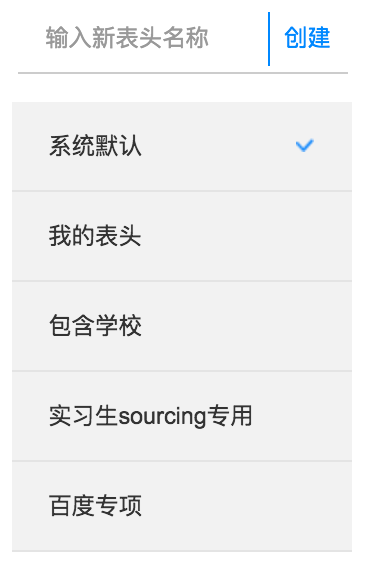 输入新表头名称
创建
系统默认
我的表头
包含学校
实习生sourcing专用
百度专项